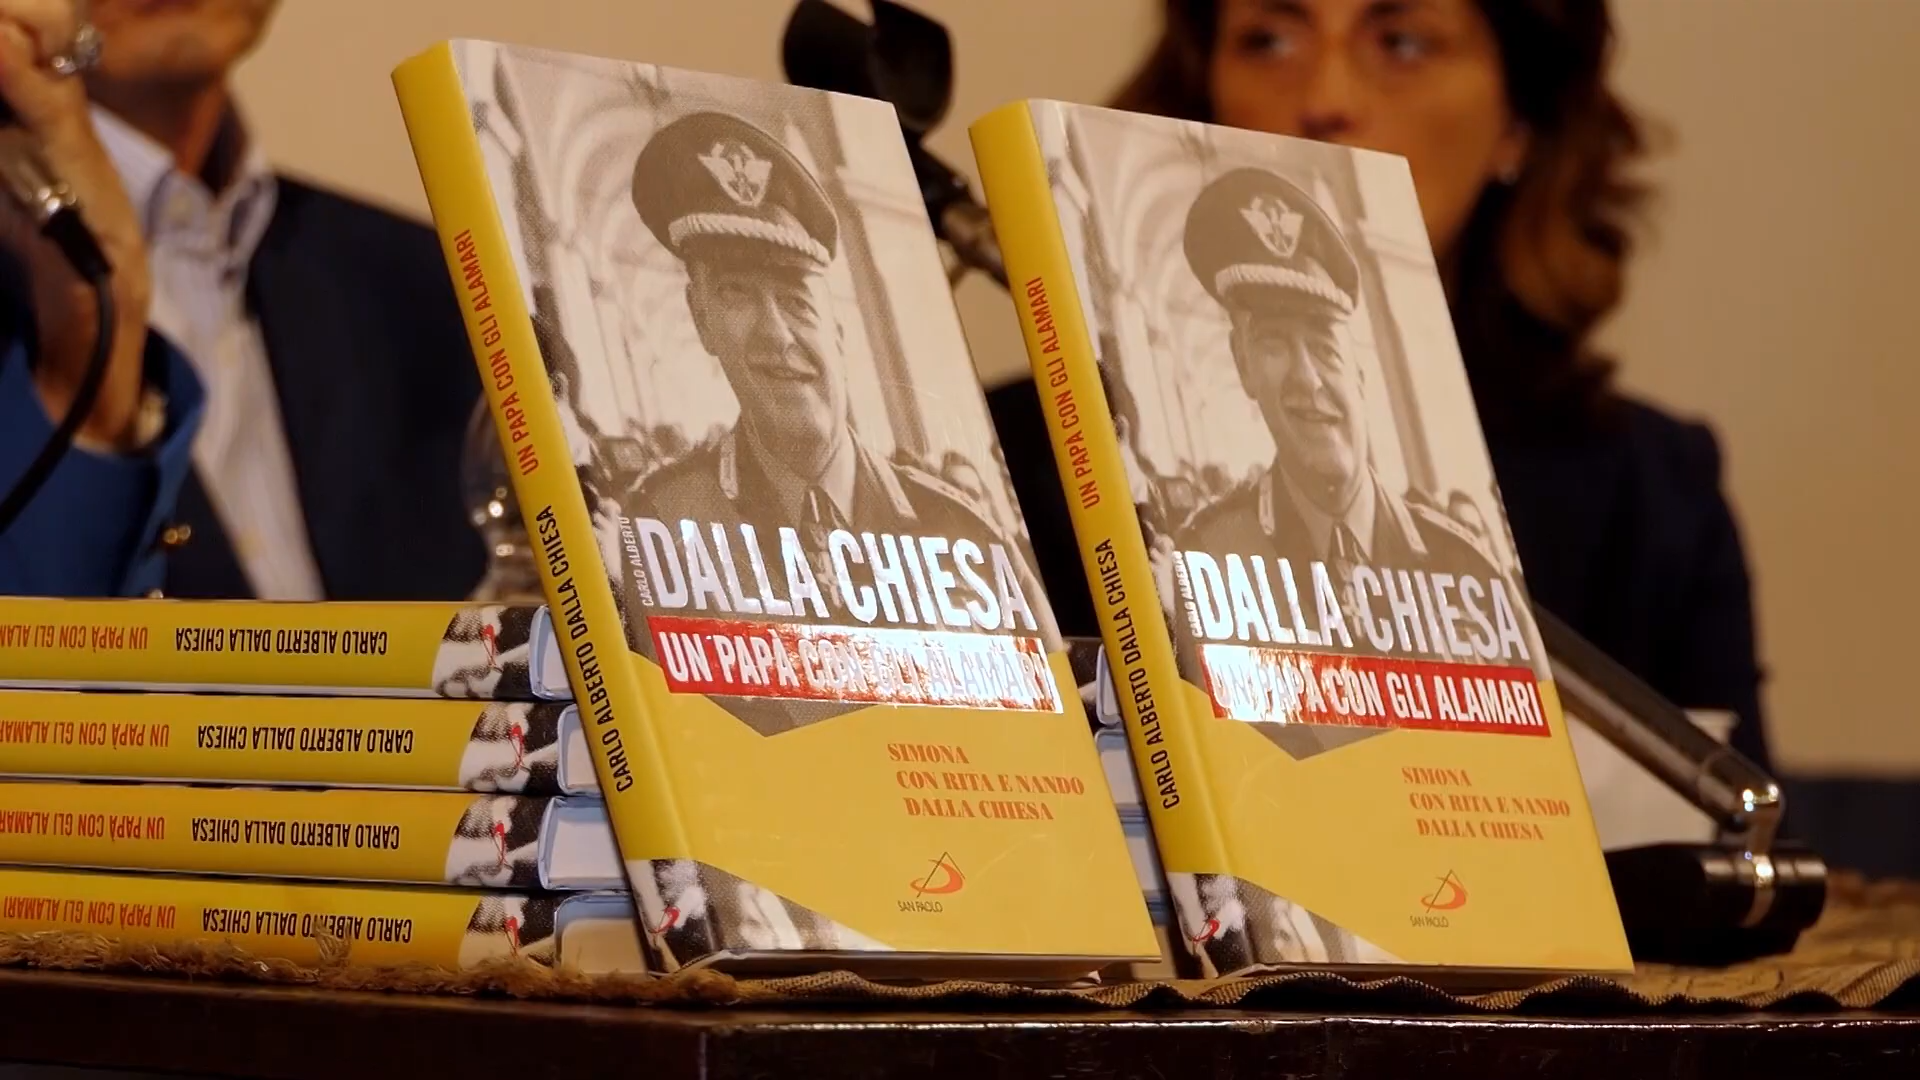 UN PAPÀ CON GLI ALAMARI
CARLO ALBERTO DALLA CHIESA
CARLO ALBERTO
DALLA CHIESA
UN PAPÀ CON GLI ALAMARI
SIMONA
CON RITA E NANDO
DALLA CHIESA
SAN PAOLO
UN PAPÀ CON GLI ALAMARI
CARLO ALBERTO DALLA CHIESA
CARLO ALBERTO
DALLA CHIESA
UN PAPÀ CON GLI ALAMARI
SIMONA
CON RITA E NANDO
DALLA CHIESA
SAN PAOLO
CARLO ALBERTO DALLA CHIESA UN PAPÀ CON GLI ALAM
CARLO ALBERTO DALLA CHIESA UN PAPÀ CON GLI ALAMAR
CARLO ALBERTO DALLA CHIESA UN PAPÀ CON GLI ALAMAR
CARLO ALBERTO DALLA CHIESA UN PAPÀ CON GLI ALAMARI